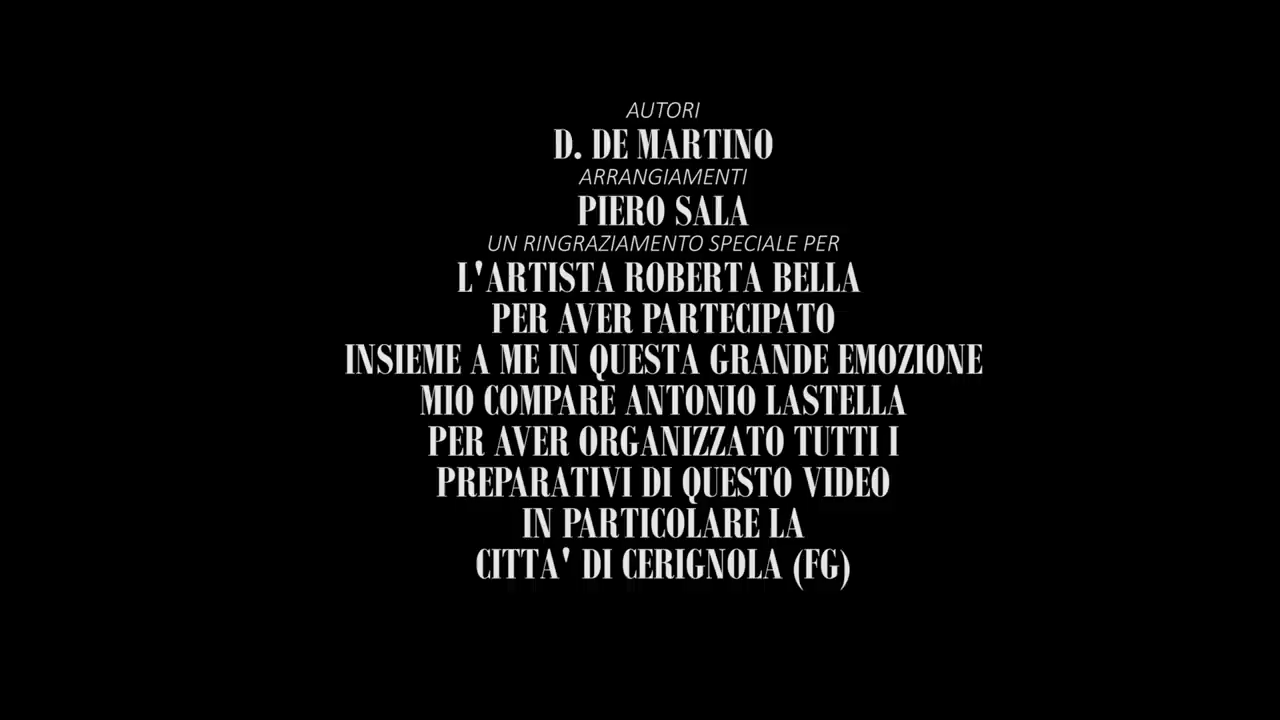 AUTORI
D. DE MARTINO
ARRANGIAMENTI
PIERO SALA
UN RINGRAZIAMENTO SPECIALE PER
L'ARTISTA ROBERTA BELLA
PER AVER PARTECIPATO
INSIEME A ME IN QUESTA GRANDE EMOZIONE
MIO COMPARE ANTONIO LASTELLA
PER AVER ORGANIZZATO TUTTI I
PREPARATIVI DI QUESTO VIDEO
IN PARTICOLARE LA
CITTA' DI CERIGNOLA (FG)